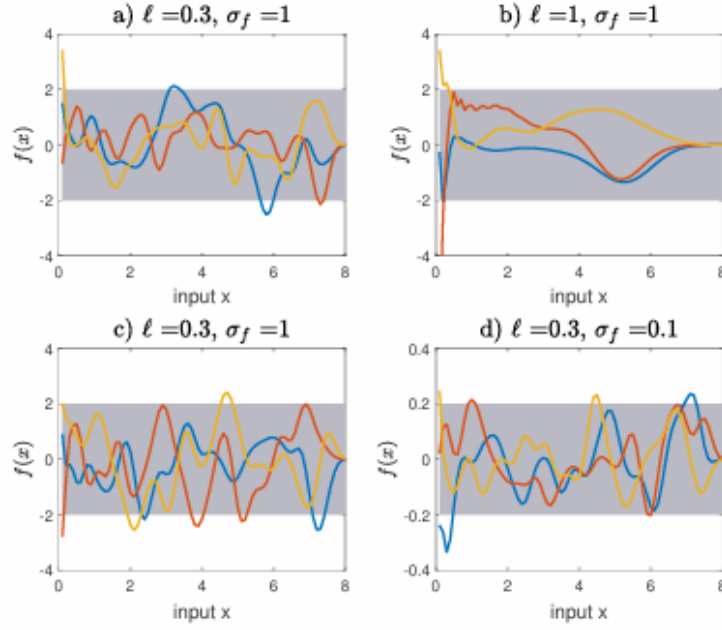 a) ℓ =0.3, σ_f =1
4
2
0
-2
-4
f(x)
0 2 4 6 8
input x
b) ℓ =1, σ_f =1
4
2
0
-2
-4
f(x)
0 2 4 6 8
input x
c) ℓ =0.3, σ_f =1
4
2
0
-2
-4
f(x)
0 2 4 6 8
input x
d) ℓ =0.3, σ_f =0.1
0.4
0.2
0
-0.2
-0.4
f(x)
0 2 4 6 8
input x